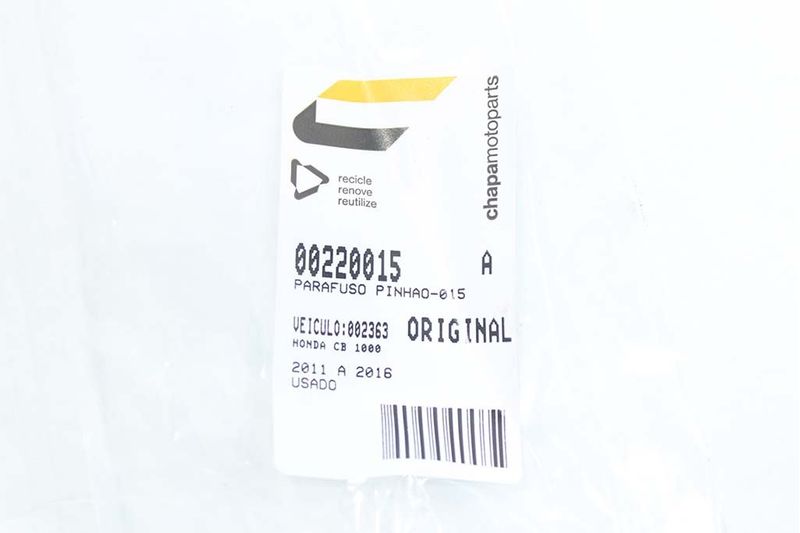 chapamotoparts
recicle
renove
reutilize
00220015 A
PARAFUSO PINHAO-015
VEICULO:002363 ORIGINAL
HONDA CB 1000
2011 A 2016
USADO